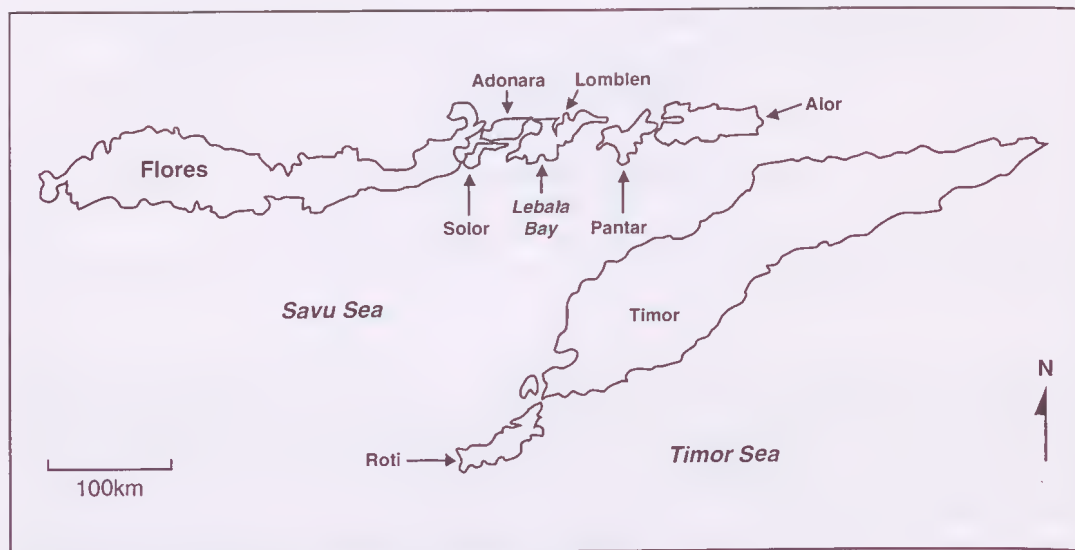 Adonara
Lomblen
Alor
Flores
Solor
Lebala
Bay
Pantar
Savu Sea
Timor
N
Roti
Timor Sea
100km